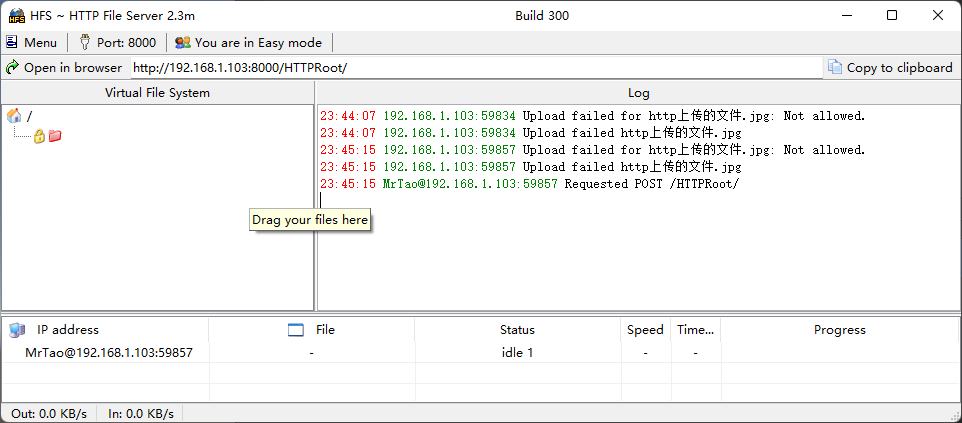 HFS ~ HTTP File Server 2.3m Build 300
Menu Port: 8000 You are in Easy mode
Open in browser http://192.168.1.103:8000/HTTPRoot/ Copy to clipboard
Virtual File System Log
/
23:44:07 192.168.1.103:59834 Upload failed for http上传的文件.jpg: Not allowed.
23:44:07 192.168.1.103:59834 Upload failed http上传的文件.jpg
23:45:15 192.168.1.103:59857 Upload failed for http上传的文件.jpg: Not allowed.
23:45:15 192.168.1.103:59857 Upload failed http上传的文件.jpg
23:45:15 MrTao@192.168.1.103:59857 Requested POST /HTTPRoot/
Drag your files here
IP address File Status Speed Time... Progress
MrTao@192.168.1.103:59857 - idle 1 - -
Out: 0.0 KB/s In: 0.0 KB/s